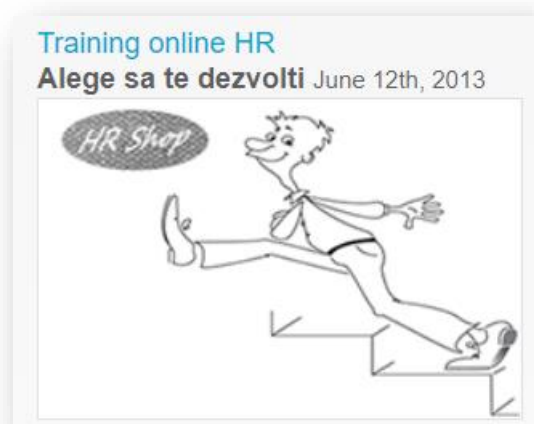 Training online HR
Alege sa te dezvolti June 12th, 2013
HR Shop